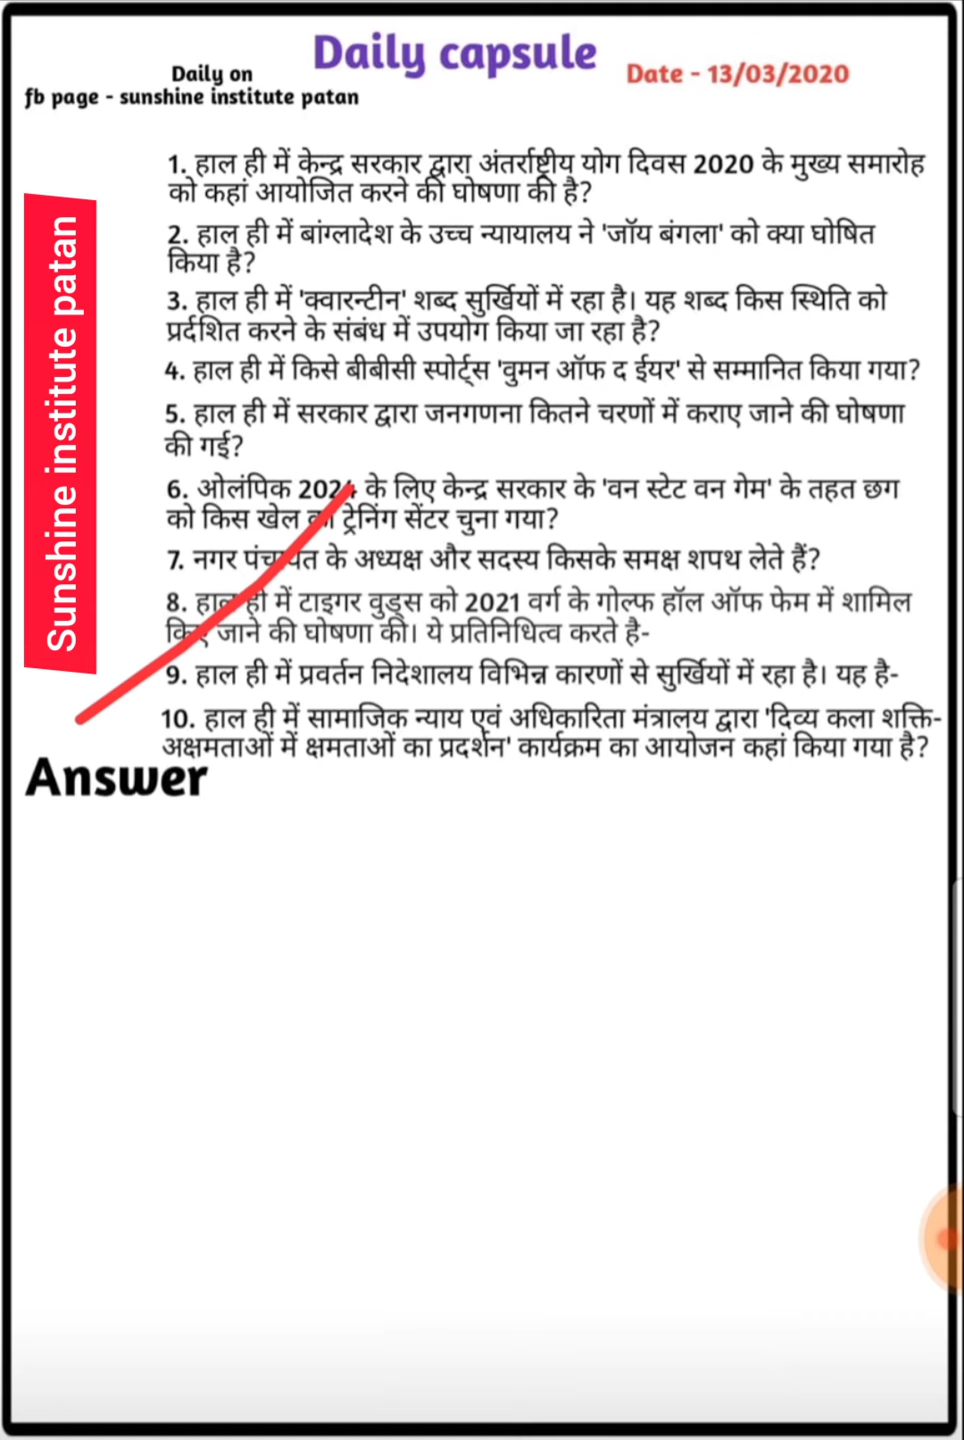 Daily capsule
Daily on
fb page - sunshine institute patan
Date - 13/03/2020
Sunshine institute patan
1. हाल ही में केन्द्र सरकार द्वारा अंतर्राष्ट्रीय योग दिवस 2020 के मुख्य समारोह
को कहां आयोजित करने की घोषणा की है?
2. हाल ही में बांग्लादेश के उच्च न्यायालय ने 'जॉय बंगला' को क्या घोषित
किया है?
3. हाल ही में 'क्वारन्टीन' शब्द सुर्खियों में रहा है। यह शब्द किस स्थिति को
प्रर्दशित करने के संबंध में उपयोग किया जा रहा है?
4. हाल ही में किसे बीबीसी स्पोर्ट्स 'वुमन ऑफ द ईयर' से सम्मानित किया गया?
5. हाल ही में सरकार द्वारा जनगणना कितने चरणों में कराए जाने की घोषणा
की गई?
6. ओलंपिक 2024 के लिए केन्द्र सरकार के 'वन स्टेट वन गेम' के तहत छग
को किस खेल का ट्रेनिंग सेंटर चुना गया?
7. नगर पंचायत के अध्यक्ष और सदस्य किसके समक्ष शपथ लेते हैं?
8. हाल ही में टाइगर वुड्स को 2021 वर्ग के गोल्फ हॉल ऑफ फेम में शामिल
किए जाने की घोषणा की। ये प्रतिनिधित्व करते है-
9. हाल ही में प्रवर्तन निदेशालय विभिन्न कारणों से सुर्खियों में रहा है। यह है-
10. हाल ही में सामाजिक न्याय एवं अधिकारिता मंत्रालय द्वारा 'दिव्य कला शक्ति-
अक्षमताओं में क्षमताओं का प्रदर्शन' कार्यक्रम का आयोजन कहां किया गया है?
Answer